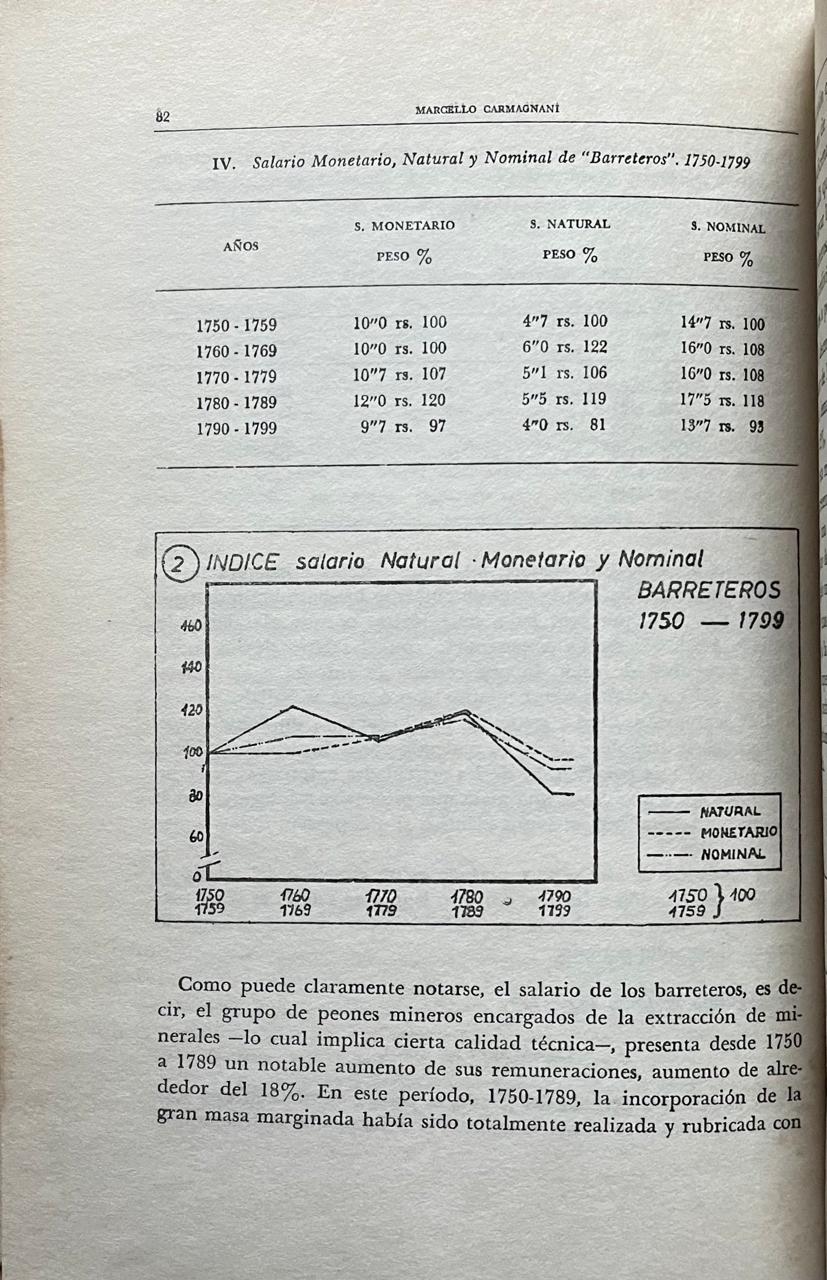 82
MARCELLO CARMAGNANI
IV. Salario Monetario, Natural y Nominal de "Barreteros". 1750-1799
AÑOS
S. MONETARIO S. NATURAL S. NOMINAL
PESO % PESO % PESO %
1750 - 1759 10"0 rs. 100 4"7 rs. 100 14"7 rs. 100
1760 - 1769 10"0 rs. 100 6"0 rs. 122 16"0 rs. 108
1770 - 1779 10"7 rs. 107 5"1 rs. 106 16"0 rs. 108
1780 - 1789 12"0 rs. 120 5"5 rs. 119 17"5 rs. 118
1790 - 1799 9"7 rs. 97 4"0 rs. 81 13"7 rs. 93
2 INDICE salario Natural · Monetario y Nominal
BARRETEROS
1750 — 1799
160
140
120
100
80
60
0
1750 1760 1770 1780 1790
1759 1769 1779 1789 1799
NATURAL
MONETARIO
NOMINAL
1750 } 100
1759
Como puede claramente notarse, el salario de los barreteros, es de-
cir, el grupo de peones mineros encargados de la extracción de mi-
nerales —lo cual implica cierta calidad técnica—, presenta desde 1750
a 1789 un notable aumento de sus remuneraciones, aumento de alre-
dedor del 18%. En este período, 1750-1789, la incorporación de la
gran masa marginada había sido totalmente realizada y rubricada con